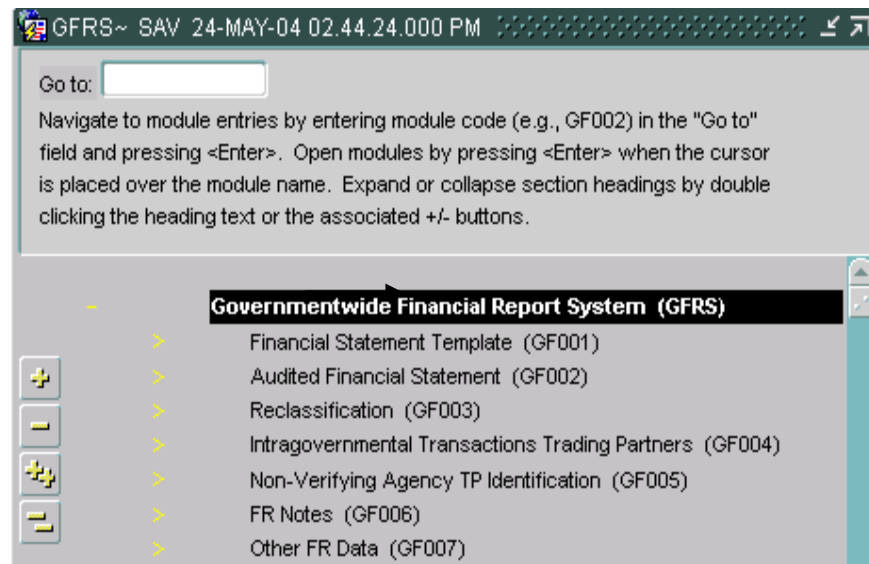 GFRS~ SAV 24-MAY-04 02.44.24.000 PM
Go to:
Navigate to module entries by entering module code (e.g., GF002) in the "Go to"
field and pressing <Enter>. Open modules by pressing <Enter> when the cursor
is placed over the module name. Expand or collapse section headings by double
clicking the heading text or the associated +/- buttons.
- Governmentwide Financial Report System (GFRS)
> Financial Statement Template (GF001)
> Audited Financial Statement (GF002)
> Reclassification (GF003)
> Intragovernmental Transactions Trading Partners (GF004)
> Non-Verifying Agency TP Identification (GF005)
> FR Notes (GF006)
> Other FR Data (GF007)